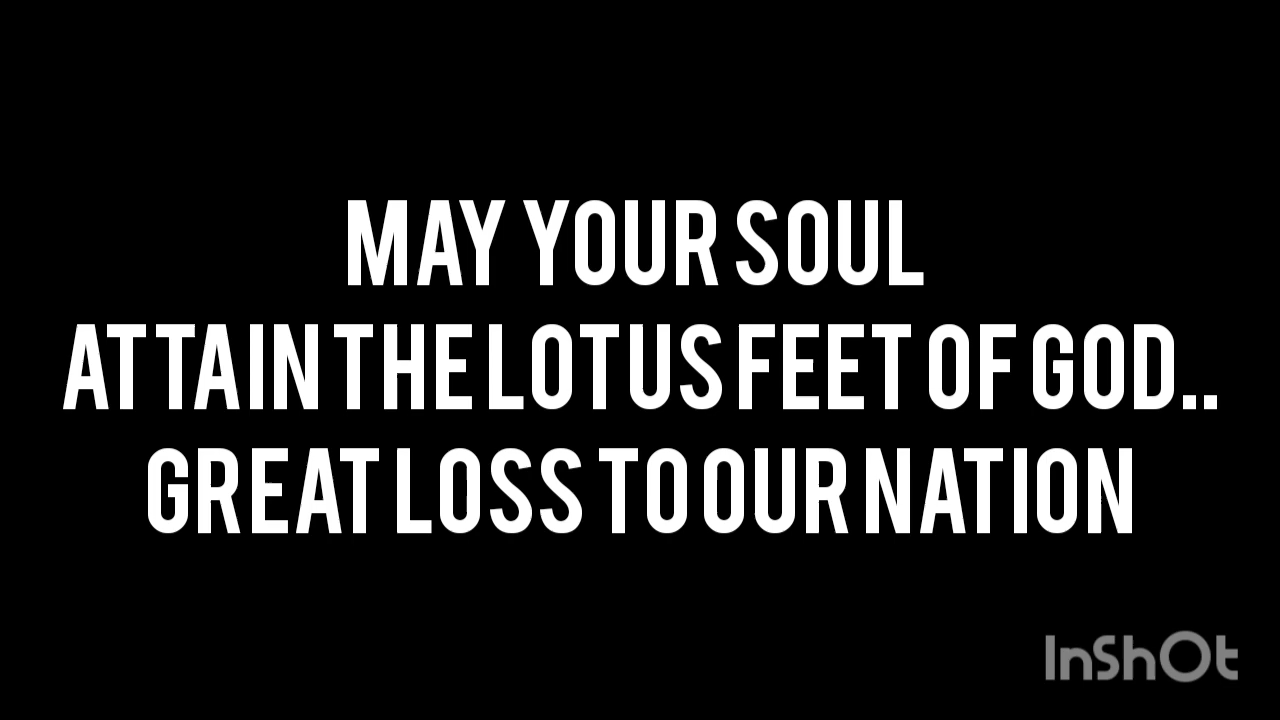 MAY YOUR SOUL
ATTAIN THE LOTUS FEET OF GOD..
GREAT LOSS TO OUR NATION
InShOt